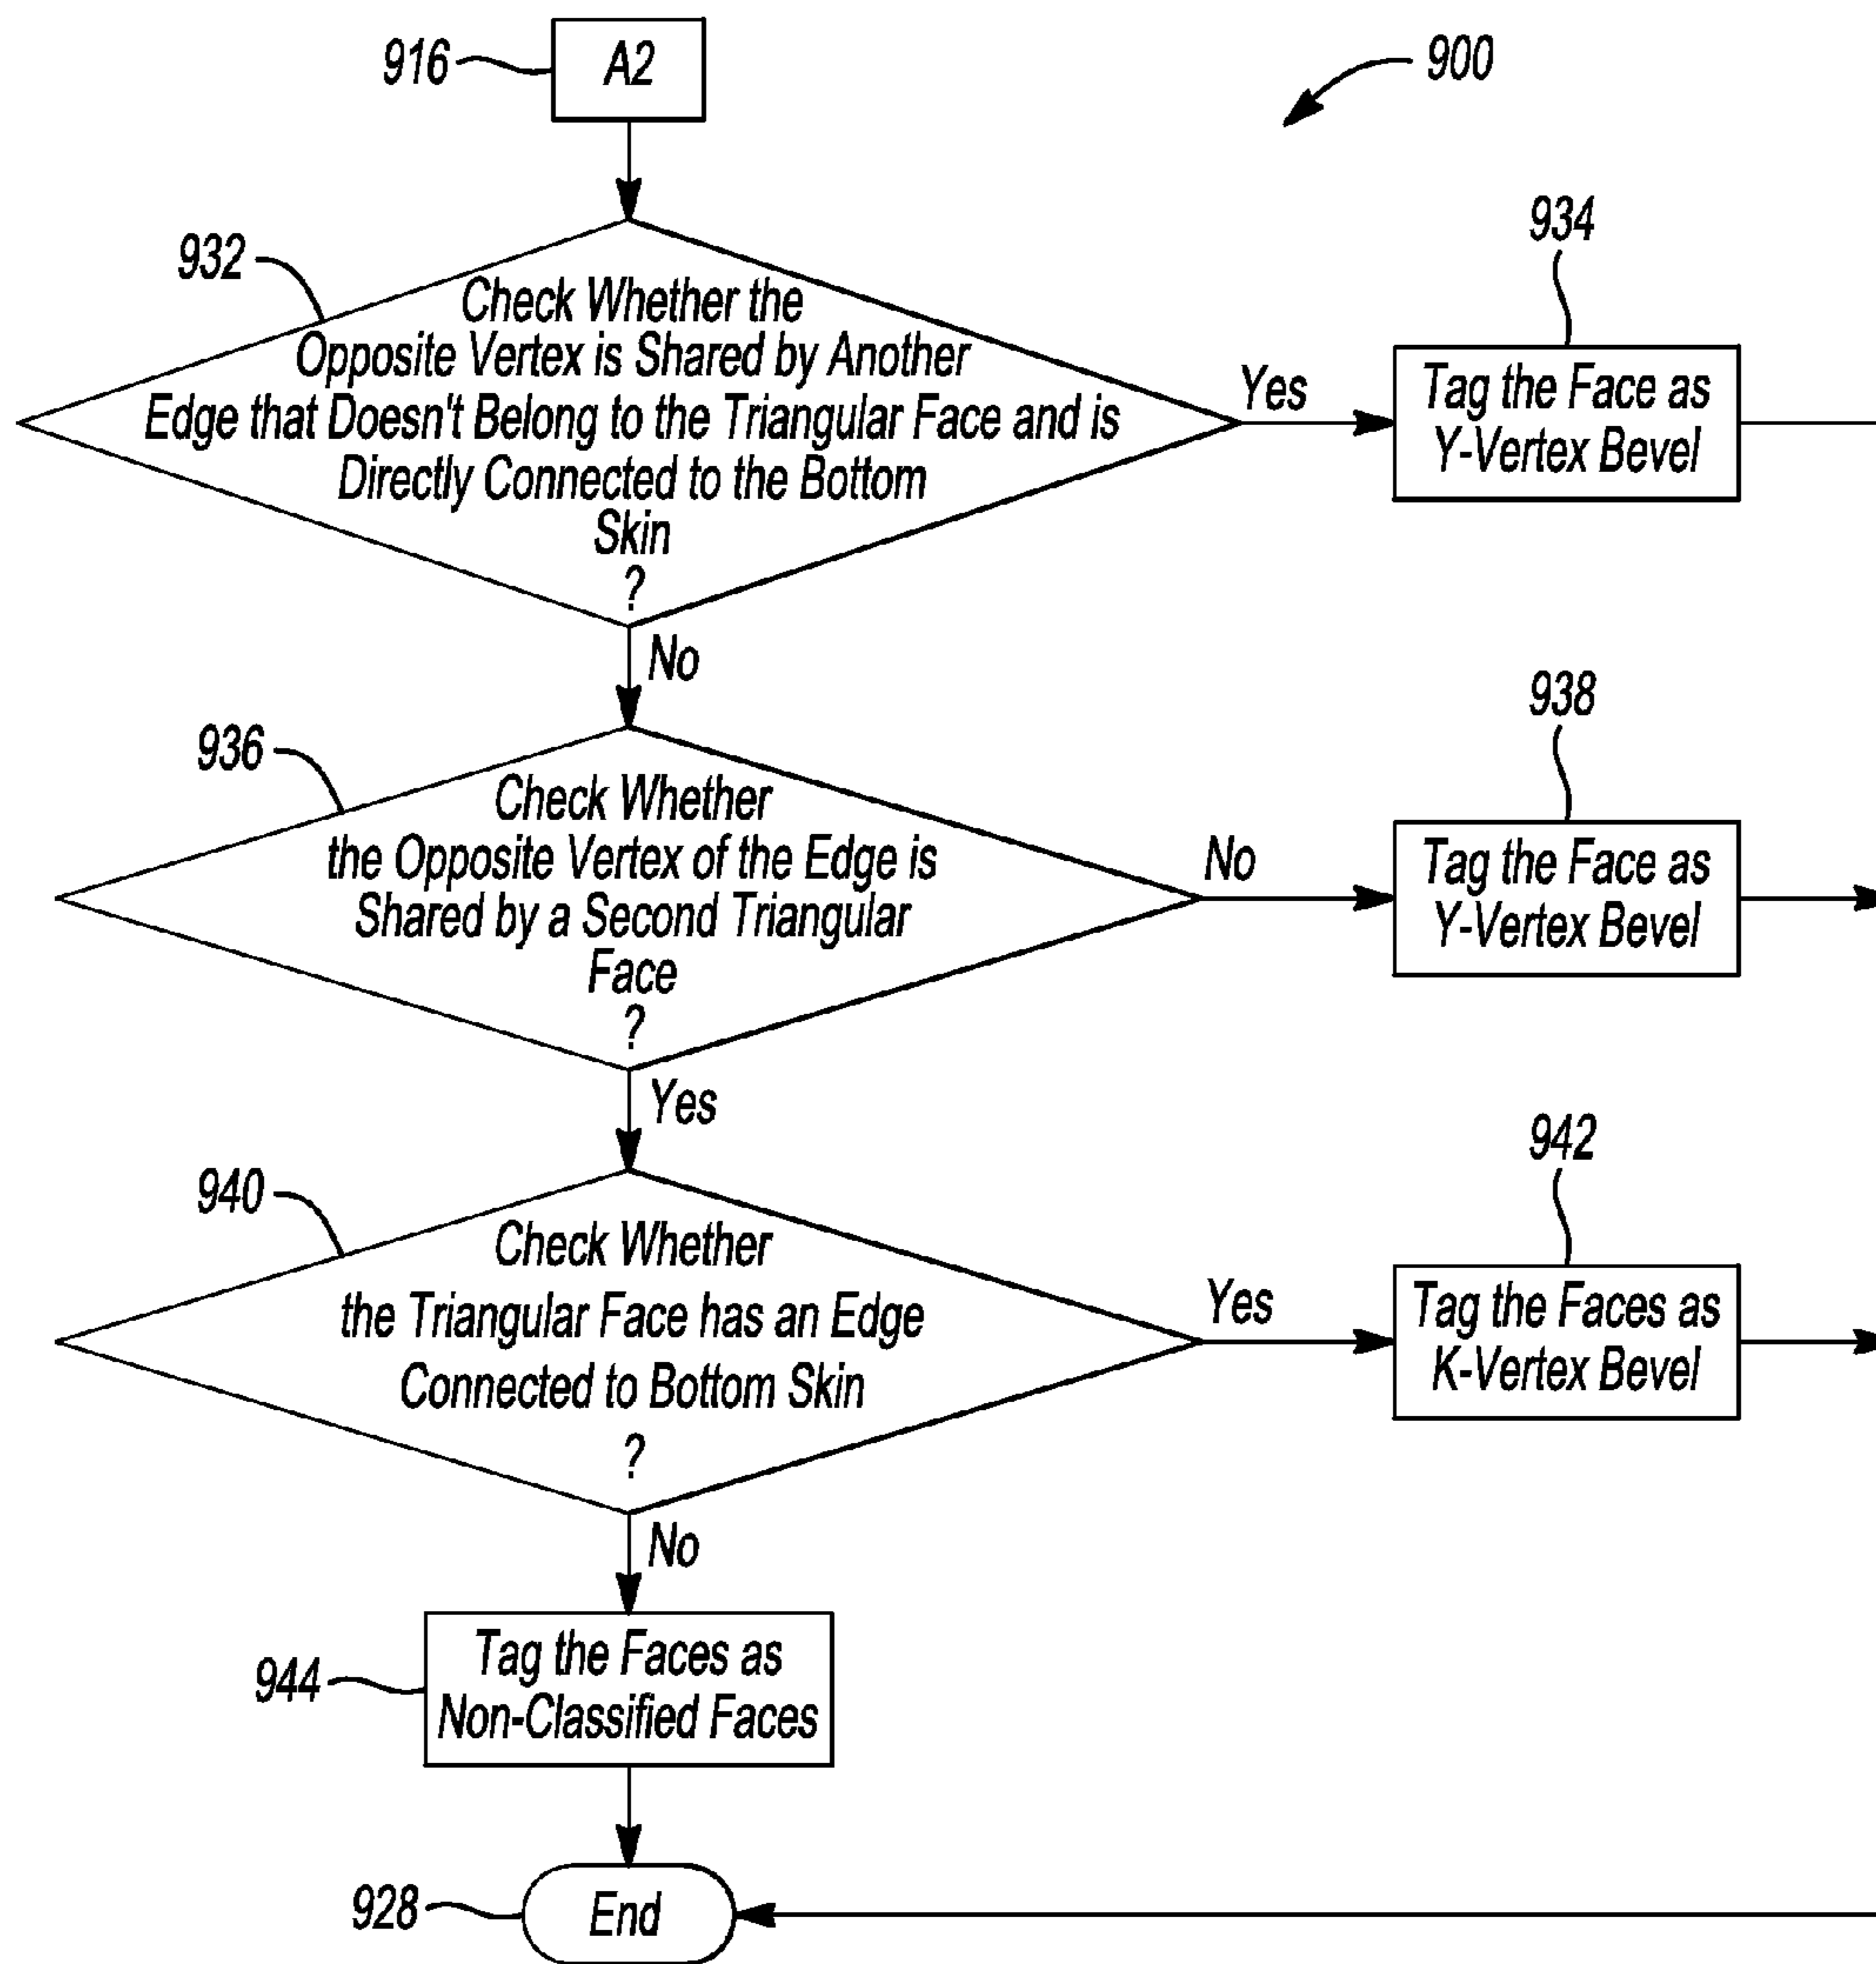 916
A2
900
932
Check Whether the
Opposite Vertex is Shared by Another
Edge that Doesn't Belong to the Triangular Face and is
Directly Connected to the Bottom
Skin
?
Yes
934
Tag the Face as
Y-Vertex Bevel
No
936
Check Whether
the Opposite Vertex of the Edge is
Shared by a Second Triangular
Face
?
No
938
Tag the Face as
Y-Vertex Bevel
Yes
940
Check Whether
the Triangular Face has an Edge
Connected to Bottom Skin
?
Yes
942
Tag the Faces as
K-Vertex Bevel
No
944
Tag the Faces as
Non-Classified Faces
928
End